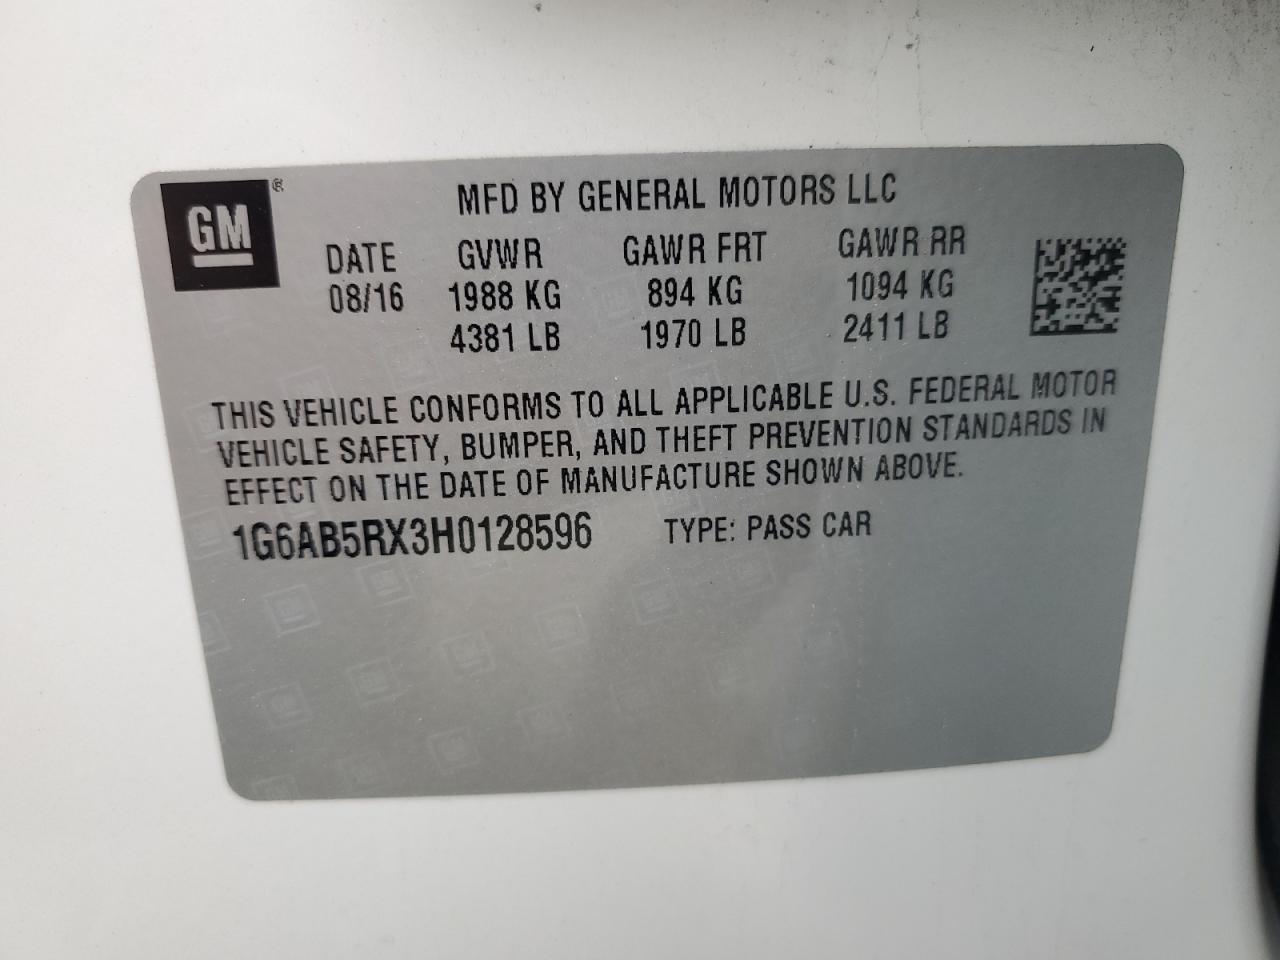 GM ®
MFD BY GENERAL MOTORS LLC
DATE GVWR GAWR FRT GAWR RR
08/16 1988 KG 894 KG 1094 KG
4381 LB 1970 LB 2411 LB
THIS VEHICLE CONFORMS TO ALL APPLICABLE U.S. FEDERAL MOTOR
VEHICLE SAFETY, BUMPER, AND THEFT PREVENTION STANDARDS IN
EFFECT ON THE DATE OF MANUFACTURE SHOWN ABOVE.
1G6AB5RX3H0128596 TYPE: PASS CAR